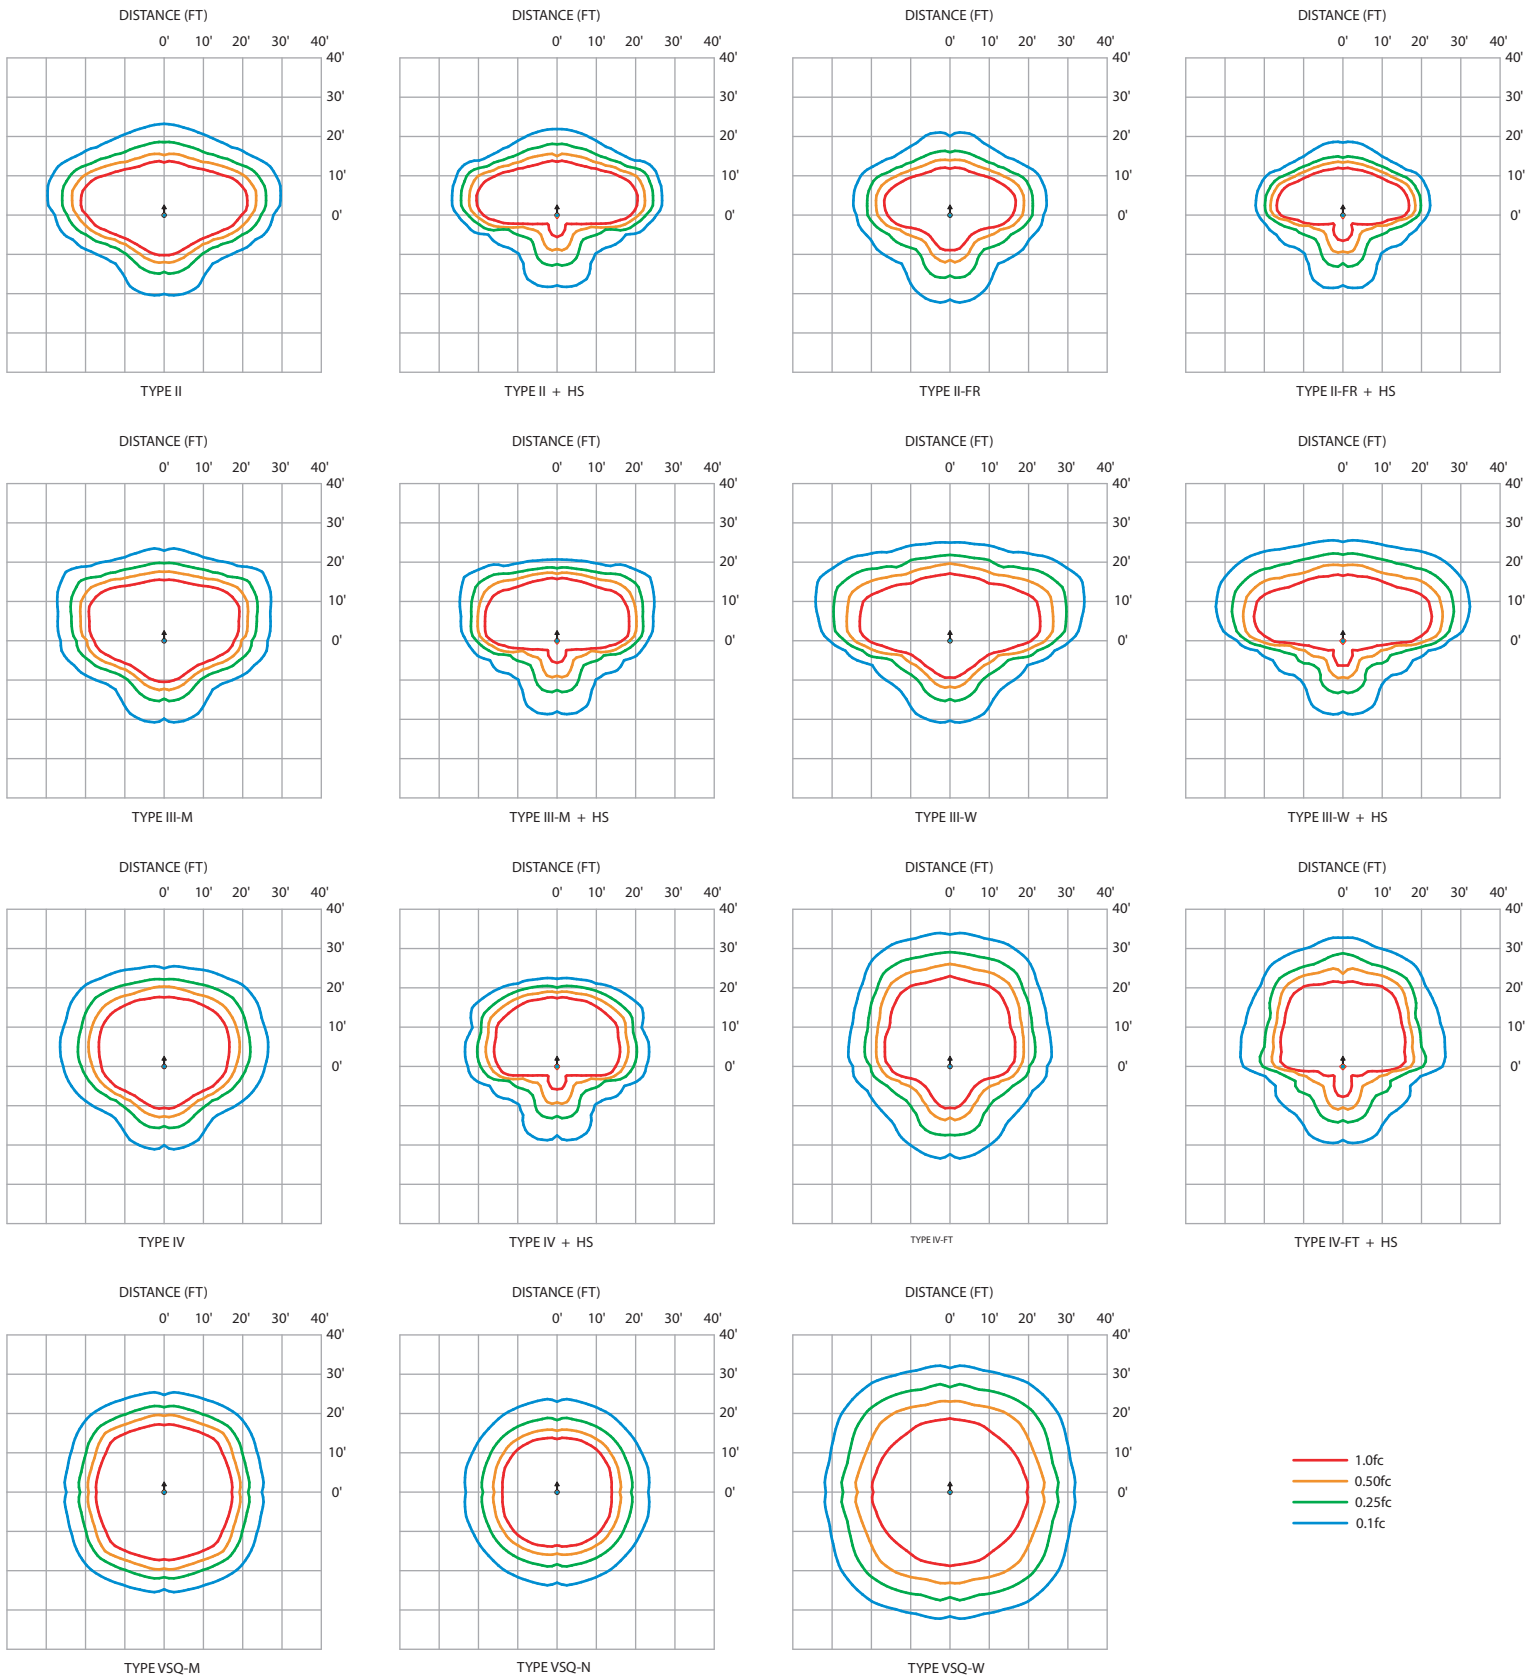 DISTANCE (FT) DISTANCE (FT) DISTANCE (FT) DISTANCE (FT)
0' 10' 20' 30' 40' 0' 10' 20' 30' 40' 0' 10' 20' 30' 40' 0' 10' 20' 30' 40'
40' 40' 40' 40'
30' 30' 30' 30'
20' 20' 20' 20'
10' 10' 10' 10'
0' 0' 0' 0'
TYPE II TYPE II + HS TYPE II-FR TYPE II-FR + HS
DISTANCE (FT) DISTANCE (FT) DISTANCE (FT) DISTANCE (FT)
0' 10' 20' 30' 40' 0' 10' 20' 30' 40' 0' 10' 20' 30' 40' 0' 10' 20' 30' 40'
40' 40' 40' 40'
30' 30' 30' 30'
20' 20' 20' 20'
10' 10' 10' 10'
0' 0' 0' 0'
TYPE III-M TYPE III-M + HS TYPE III-W TYPE III-W + HS
DISTANCE (FT) DISTANCE (FT) DISTANCE (FT) DISTANCE (FT)
0' 10' 20' 30' 40' 0' 10' 20' 30' 40' 0' 10' 20' 30' 40' 0' 10' 20' 30' 40'
40' 40' 40' 40'
30' 30' 30' 30'
20' 20' 20' 20'
10' 10' 10' 10'
0' 0' 0' 0'
TYPE IV TYPE IV + HS TYPE IV-FT TYPE IV-FT + HS
DISTANCE (FT) DISTANCE (FT) DISTANCE (FT)
0' 10' 20' 30' 40' 0' 10' 20' 30' 40' 0' 10' 20' 30' 40'
40' 40' 40'
30' 30' 30'
20' 20' 20'
10' 10' 10'
0' 0' 0'
TYPE VSQ-M TYPE VSQ-N TYPE VSQ-W
1.0fc
0.50fc
0.25fc
0.1fc